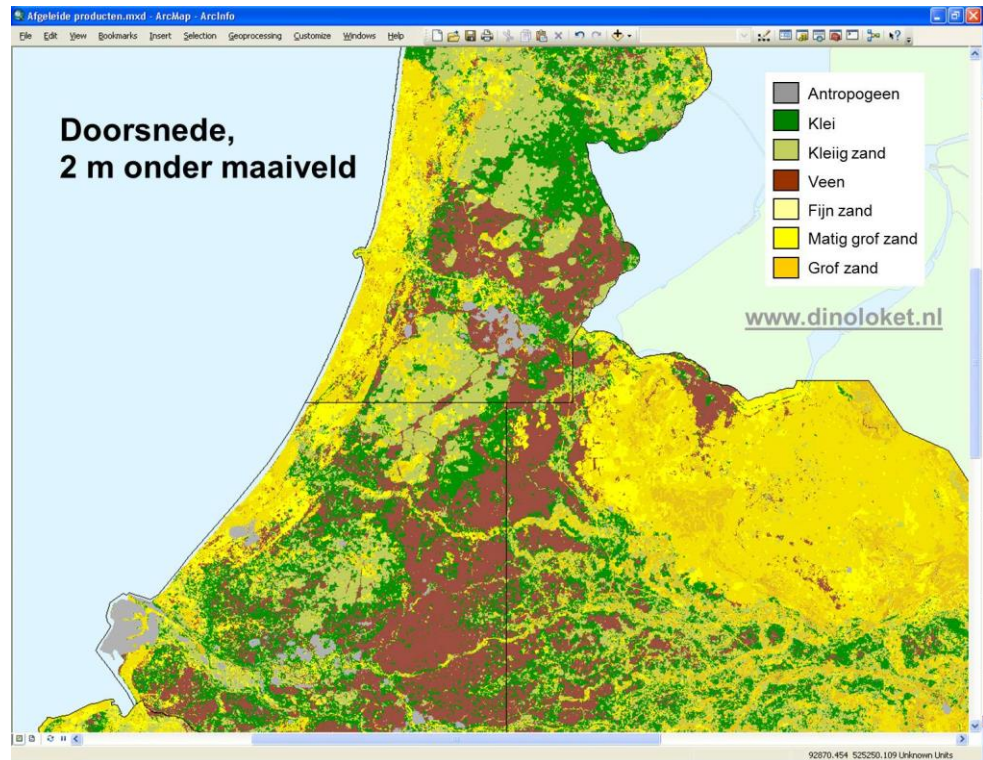 Afgeleide producten.mxd - ArcMap - ArcInfo
File Edit View Bookmarks Insert Selection Geoprocessing Customize Windows Help
Doorsnede,
2 m onder maaiveld
Antropogeen
Klei
Kleiig zand
Veen
Fijn zand
Matig grof zand
Grof zand
www.dinoloket.nl
92870.454 525250.109 Unknown Units